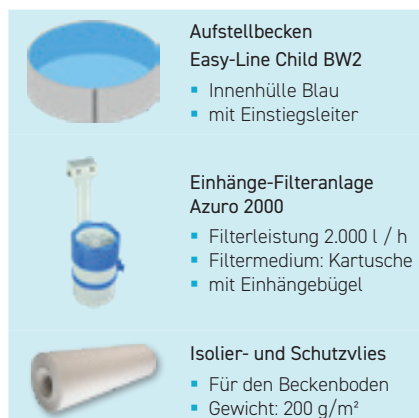 Aufstellbecken
Easy-Line Child BW2
▪ Innenhülle Blau
▪ mit Einstiegsleiter
Einhänge-Filteranlage
Azuro 2000
▪ Filterleistung 2.000 l / h
▪ Filtermedium: Kartusche
▪ mit Einhängebügel
Isolier- und Schutzvlies
▪ Für den Beckenboden
▪ Gewicht: 200 g/m²